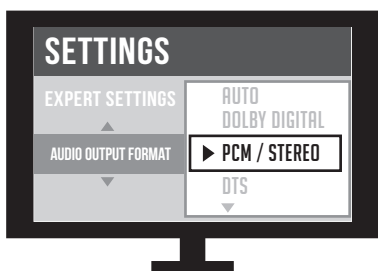 SETTINGS
EXPERT SETTINGS
AUDIO OUTPUT FORMAT
AUTO
DOLBY DIGITAL
PCM / STEREO
DTS